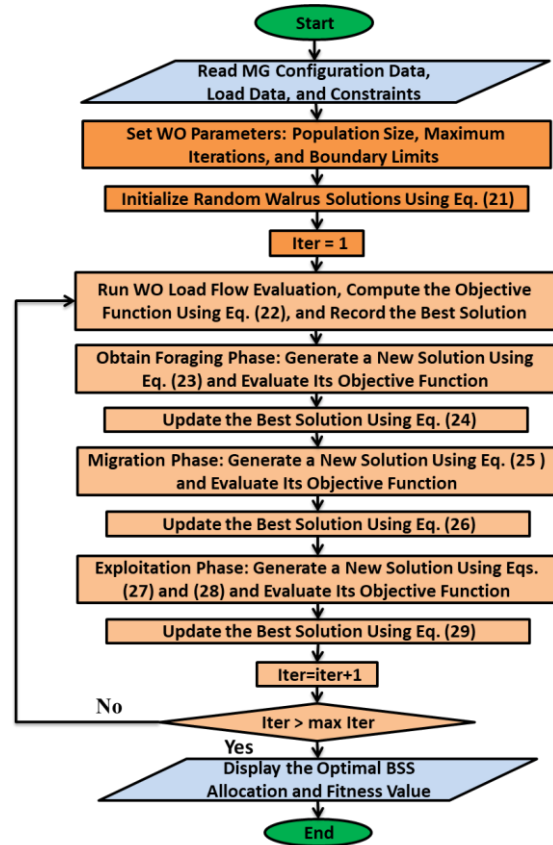 Start
Read MG Configuration Data,
Load Data, and Constraints
Set WO Parameters: Population Size, Maximum
Iterations, and Boundary Limits
Initialize Random Walrus Solutions Using Eq. (21)
Iter = 1
Run WO Load Flow Evaluation, Compute the Objective
Function Using Eq. (22), and Record the Best Solution
Obtain Foraging Phase: Generate a New Solution Using
Eq. (23) and Evaluate Its Objective Function
Update the Best Solution Using Eq. (24)
Migration Phase: Generate a New Solution Using Eq. (25 )
and Evaluate Its Objective Function
Update the Best Solution Using Eq. (26)
Exploitation Phase: Generate a New Solution Using Eqs.
(27) and (28) and Evaluate Its Objective Function
Update the Best Solution Using Eq. (29)
Iter=iter+1
No
Iter > max Iter
Yes
Display the Optimal BSS
Allocation and Fitness Value
End